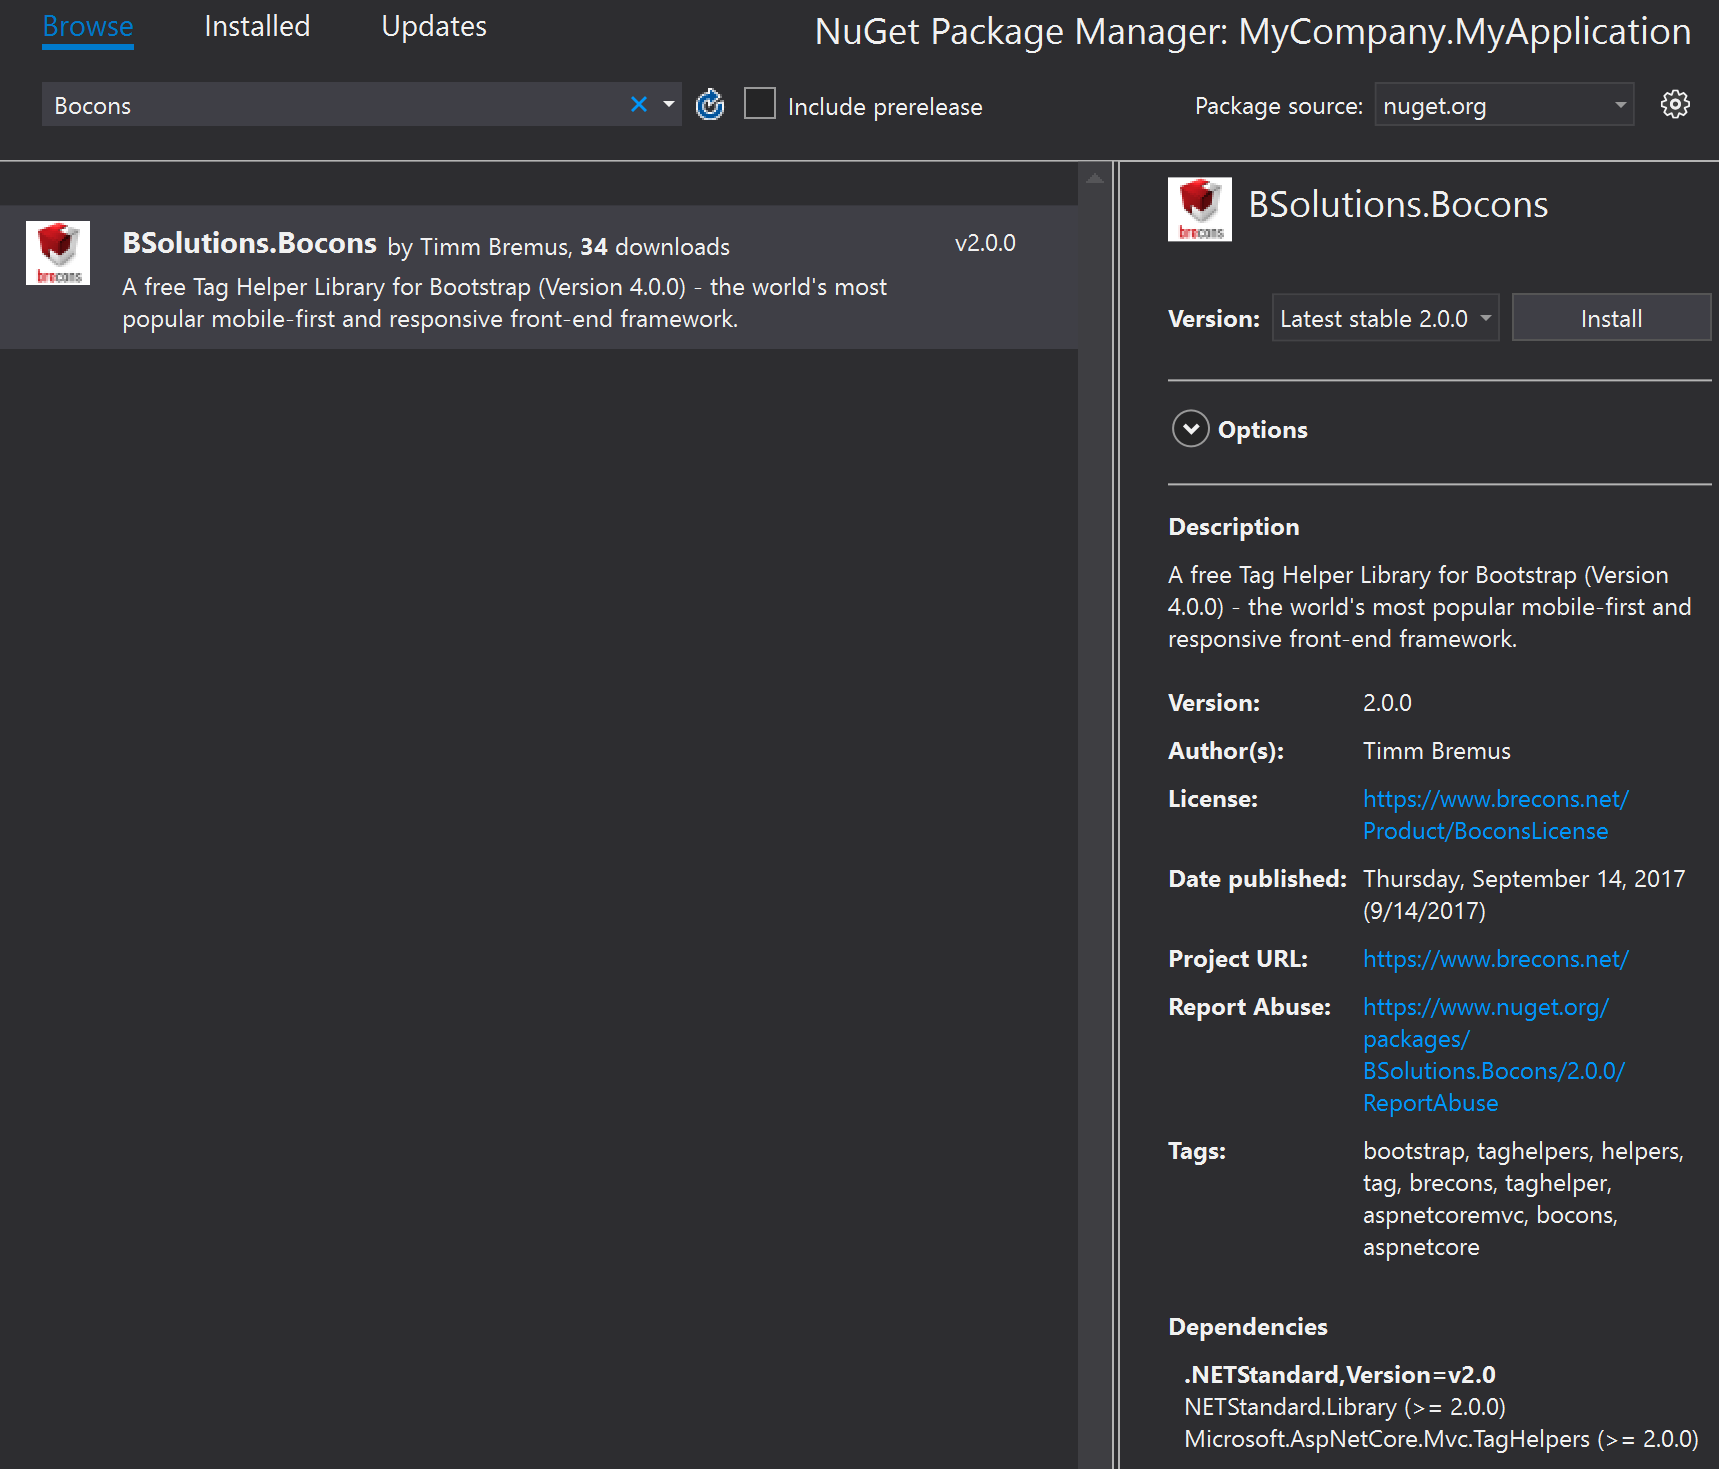 Browse Installed Updates NuGet Package Manager: MyCompany.MyApplication
Bocons Include prerelease Package source: nuget.org
brecons
BSolutions.Bocons by Timm Bremus, 34 downloads v2.0.0
A free Tag Helper Library for Bootstrap (Version 4.0.0) - the world's most
popular mobile-first and responsive front-end framework.
brecons
BSolutions.Bocons
Version: Latest stable 2.0.0 Install
Options
Description
A free Tag Helper Library for Bootstrap (Version
4.0.0) - the world's most popular mobile-first and
responsive front-end framework.
Version: 2.0.0
Author(s): Timm Bremus
License: https://www.brecons.net/
Product/BoconsLicense
Date published: Thursday, September 14, 2017
(9/14/2017)
Project URL: https://www.brecons.net/
Report Abuse: https://www.nuget.org/
packages/
BSolutions.Bocons/2.0.0/
ReportAbuse
Tags: bootstrap, taghelpers, helpers,
tag, brecons, taghelper,
aspnetcoremvc, bocons,
aspnetcore
Dependencies
.NETStandard,Version=v2.0
NETStandard.Library (>= 2.0.0)
Microsoft.AspNetCore.Mvc.TagHelpers (>= 2.0.0)